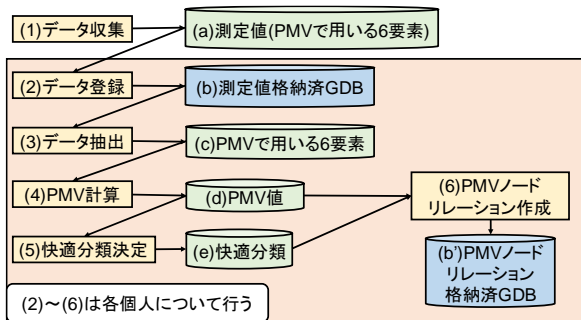 (1)データ収集
(a)測定値(PMVで用いる6要素)
(2)データ登録
(b)測定値格納済GDB
(3)データ抽出
(c)PMVで用いる6要素
(4)PMV計算
(d)PMV値
(6)PMVノード
リレーション作成
(5)快適分類決定
(e)快適分類
(b')PMVノード
リレーション
格納済GDB
(2)~(6)は各個人について行う